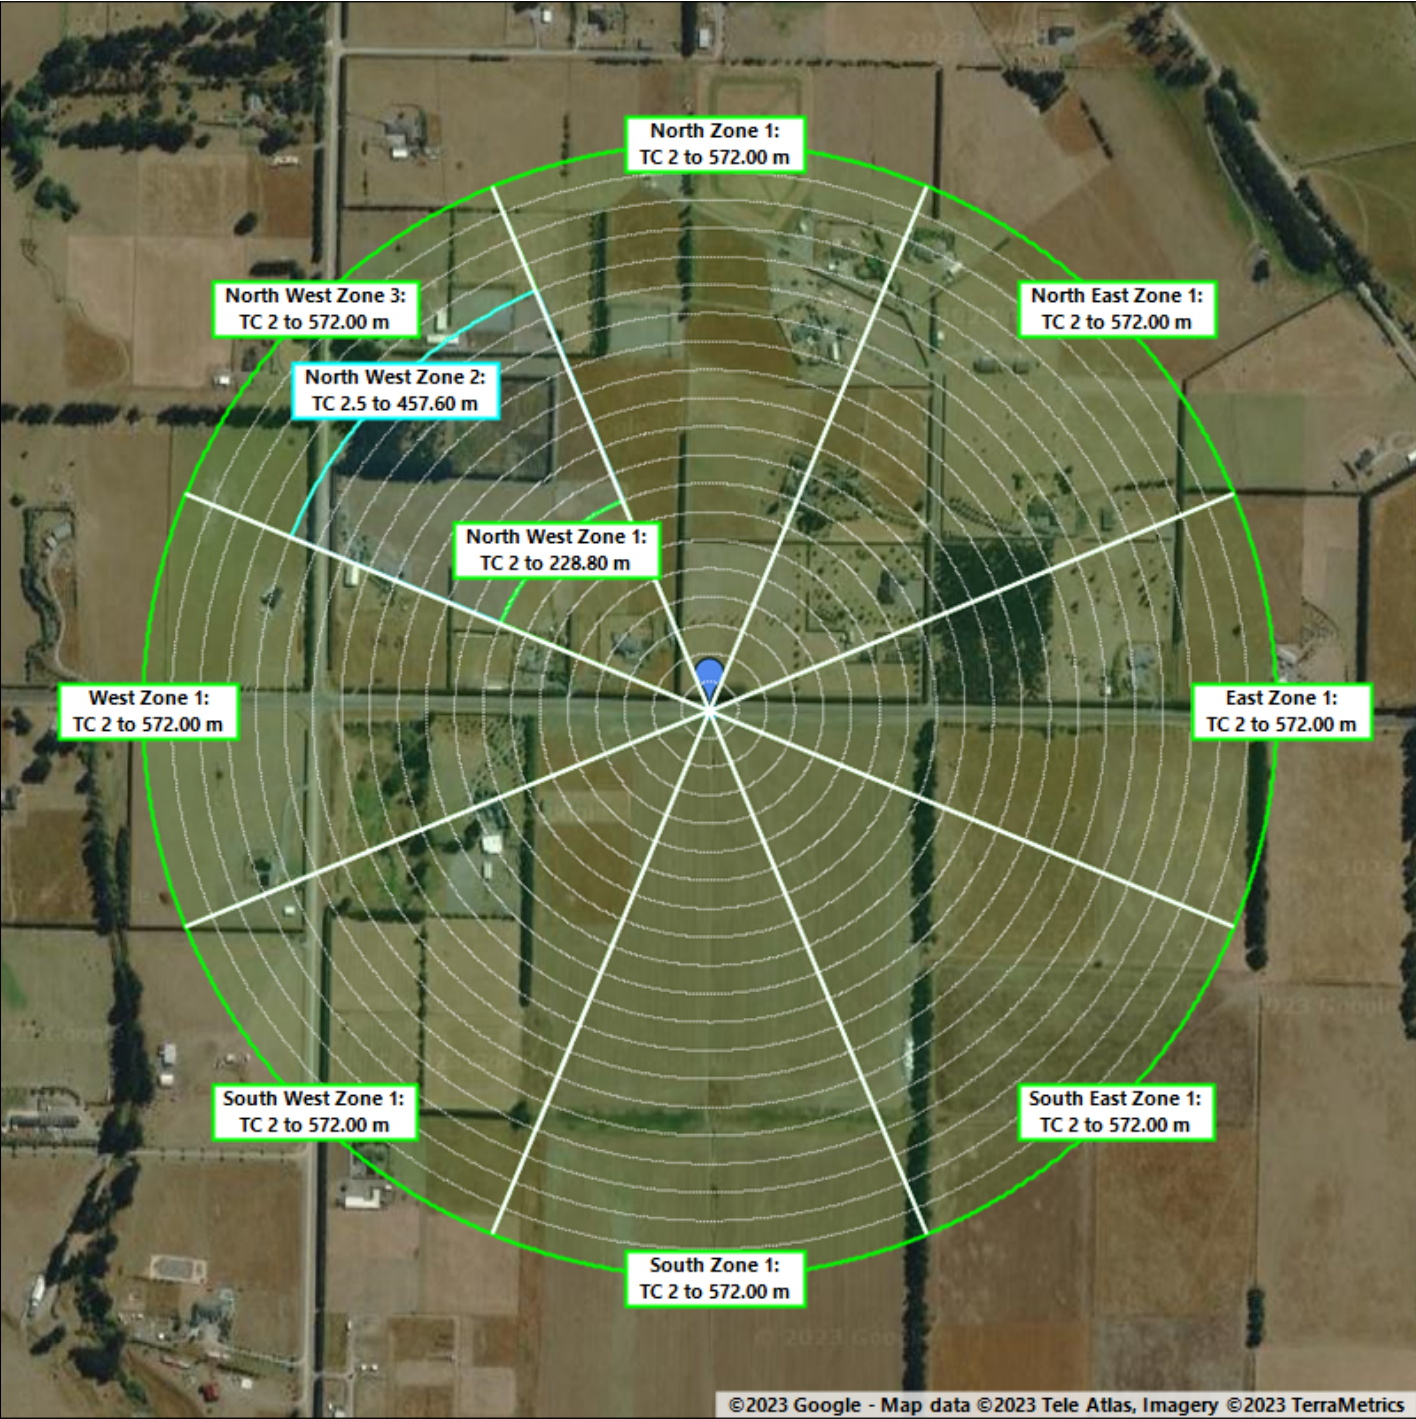 North Zone 1:
TC 2 to 572.00 m
North West Zone 3:
TC 2 to 572.00 m
North East Zone 1:
TC 2 to 572.00 m
North West Zone 2:
TC 2.5 to 457.60 m
North West Zone 1:
TC 2 to 228.80 m
West Zone 1:
TC 2 to 572.00 m
East Zone 1:
TC 2 to 572.00 m
South West Zone 1:
TC 2 to 572.00 m
South East Zone 1:
TC 2 to 572.00 m
South Zone 1:
TC 2 to 572.00 m
©2023 Google - Map data ©2023 Tele Atlas, Imagery ©2023 TerraMetrics